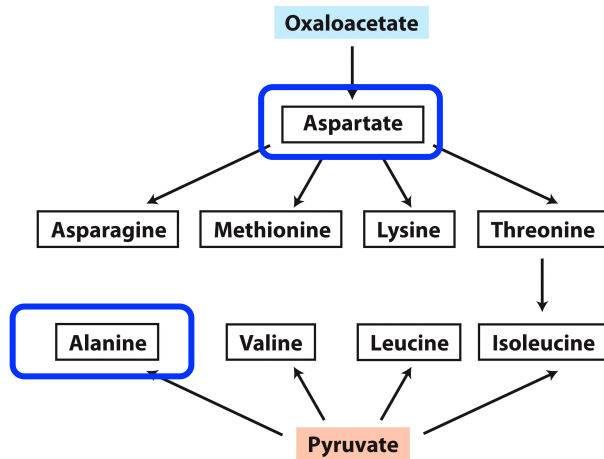 Oxaloacetate
Aspartate
Asparagine
Methionine
Lysine
Threonine
Alanine
Valine
Leucine
Isoleucine
Pyruvate